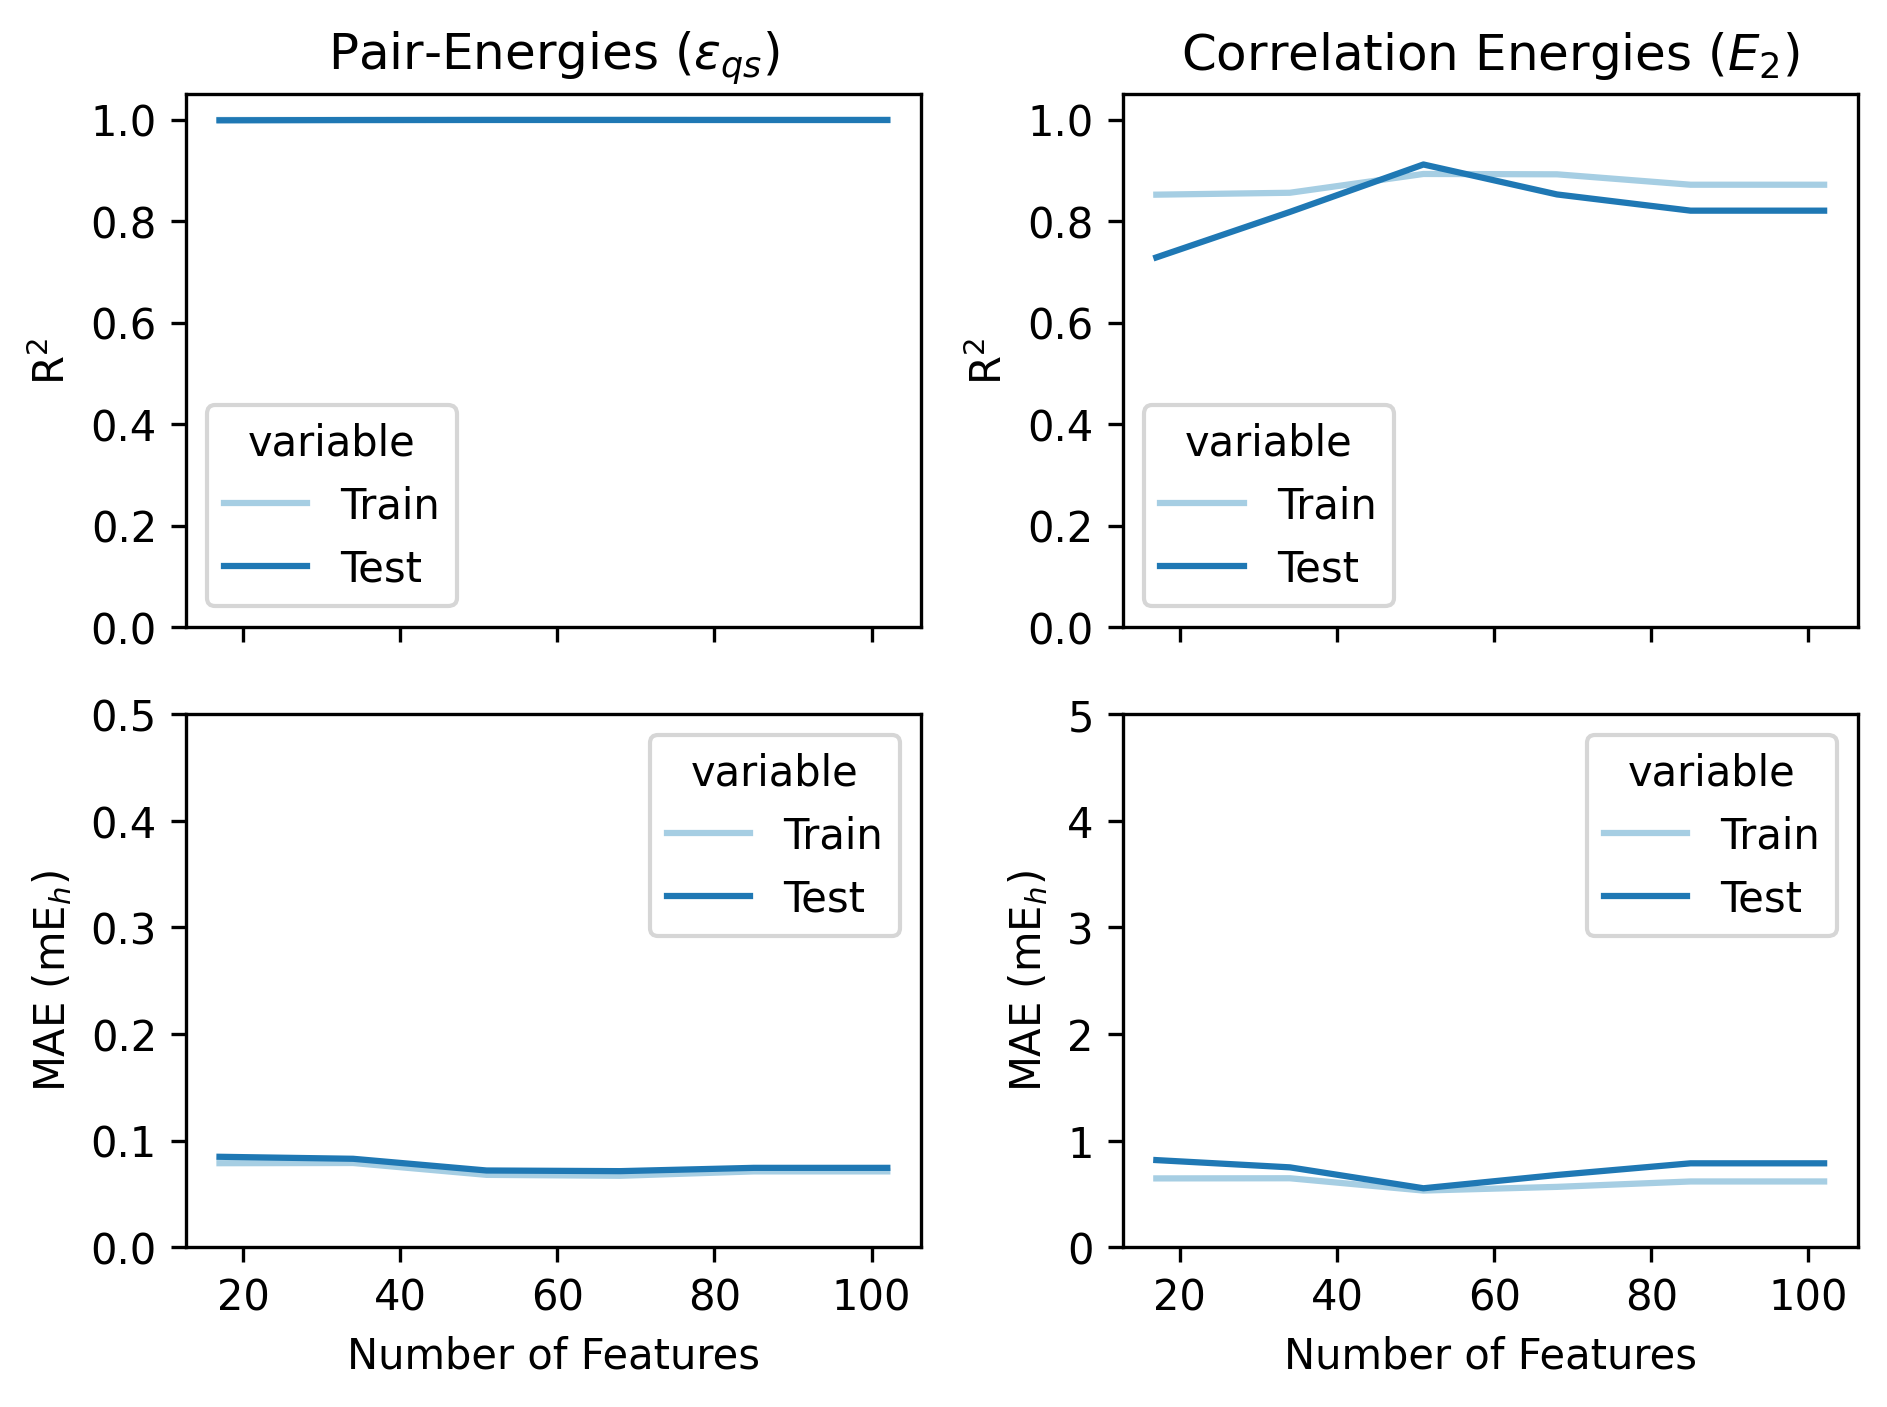 Pair-Energies (εqs)
R²
1.0
0.8
0.6
0.4
0.2
0.0
variable
Train
Test
Correlation Energies (E₂)
R²
1.0
0.8
0.6
0.4
0.2
0.0
variable
Train
Test
MAE (mEₕ)
0.5
0.4
0.3
0.2
0.1
0.0
variable
Train
Test
20 40 60 80 100
Number of Features
MAE (mEₕ)
5
4
3
2
1
0
variable
Train
Test
20 40 60 80 100
Number of Features